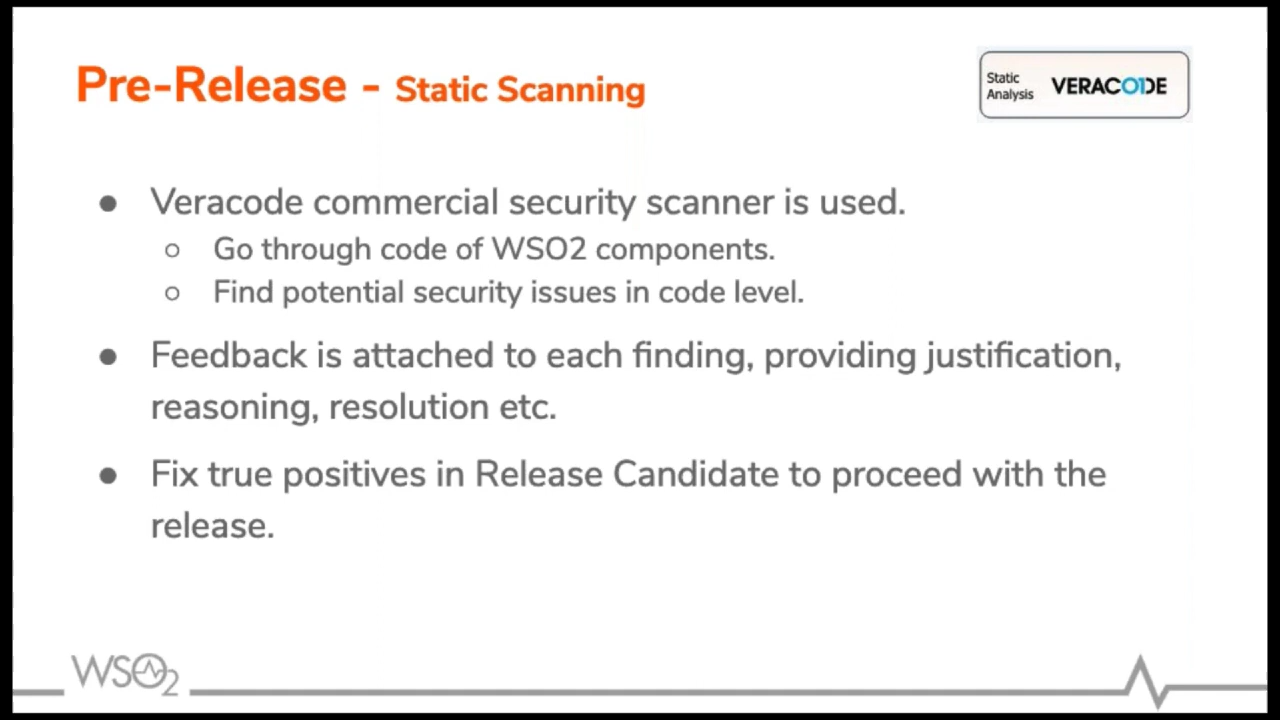 Pre-Release - Static Scanning
Static
Analysis
VERACODE
● Veracode commercial security scanner is used.
○ Go through code of WSO2 components.
○ Find potential security issues in code level.
● Feedback is attached to each finding, providing justification,
reasoning, resolution etc.
● Fix true positives in Release Candidate to proceed with the
release.
WSO2